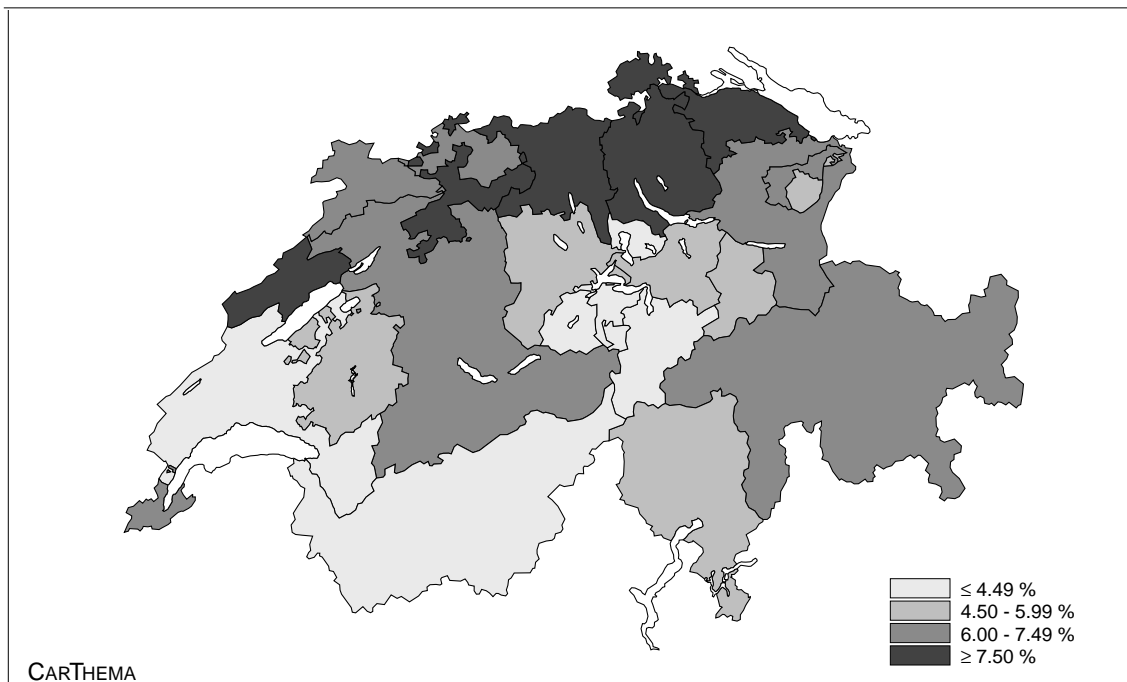 ≤ 4.49 %
4.50 - 5.99 %
6.00 - 7.49 %
≥ 7.50 %
CARTHEMA